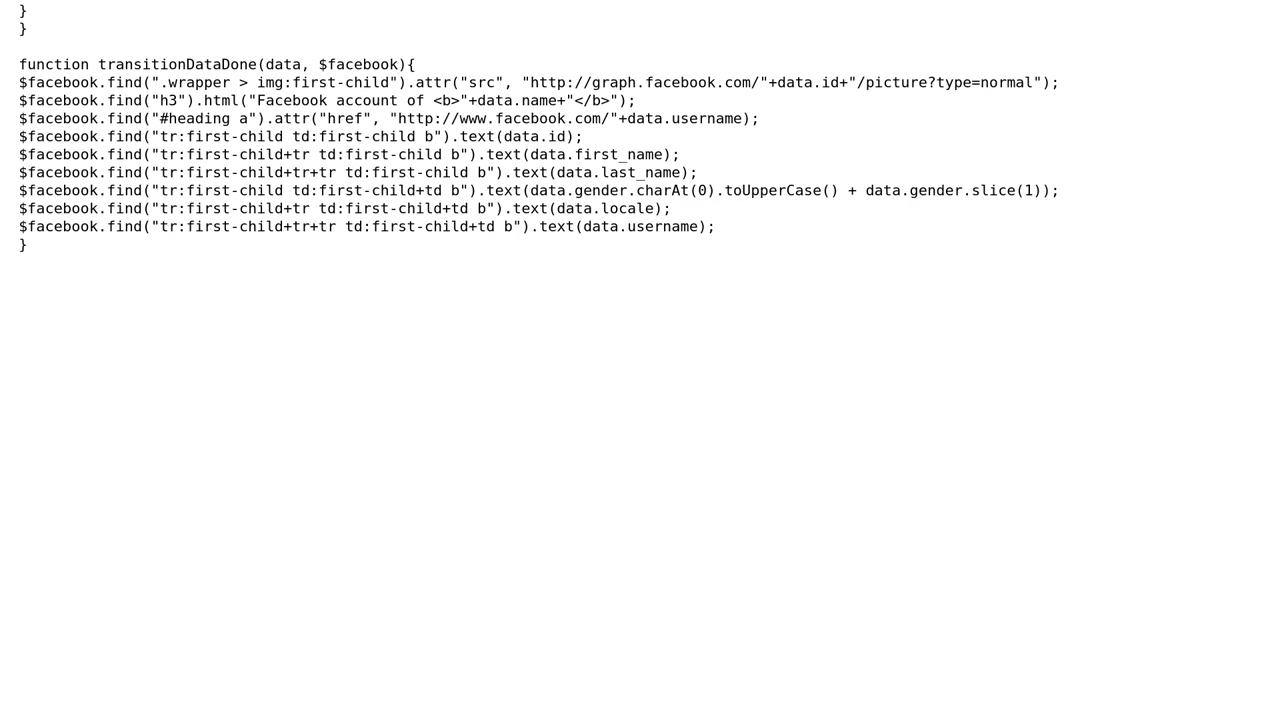 }
}
function transitionDataDone(data, $facebook){
$facebook.find(".wrapper > img:first-child").attr("src", "http://graph.facebook.com/"+data.id+"/picture?type=normal");
$facebook.find("h3").html("Facebook account of <b>"+data.name+"</b>");
$facebook.find("#heading a").attr("href", "http://www.facebook.com/"+data.username);
$facebook.find("tr:first-child td:first-child b").text(data.id);
$facebook.find("tr:first-child+tr td:first-child b").text(data.first_name);
$facebook.find("tr:first-child+tr+tr td:first-child b").text(data.last_name);
$facebook.find("tr:first-child td:first-child+td b").text(data.gender.charAt(0).toUpperCase() + data.gender.slice(1));
$facebook.find("tr:first-child+tr td:first-child+td b").text(data.locale);
$facebook.find("tr:first-child+tr+tr td:first-child+td b").text(data.username);
}